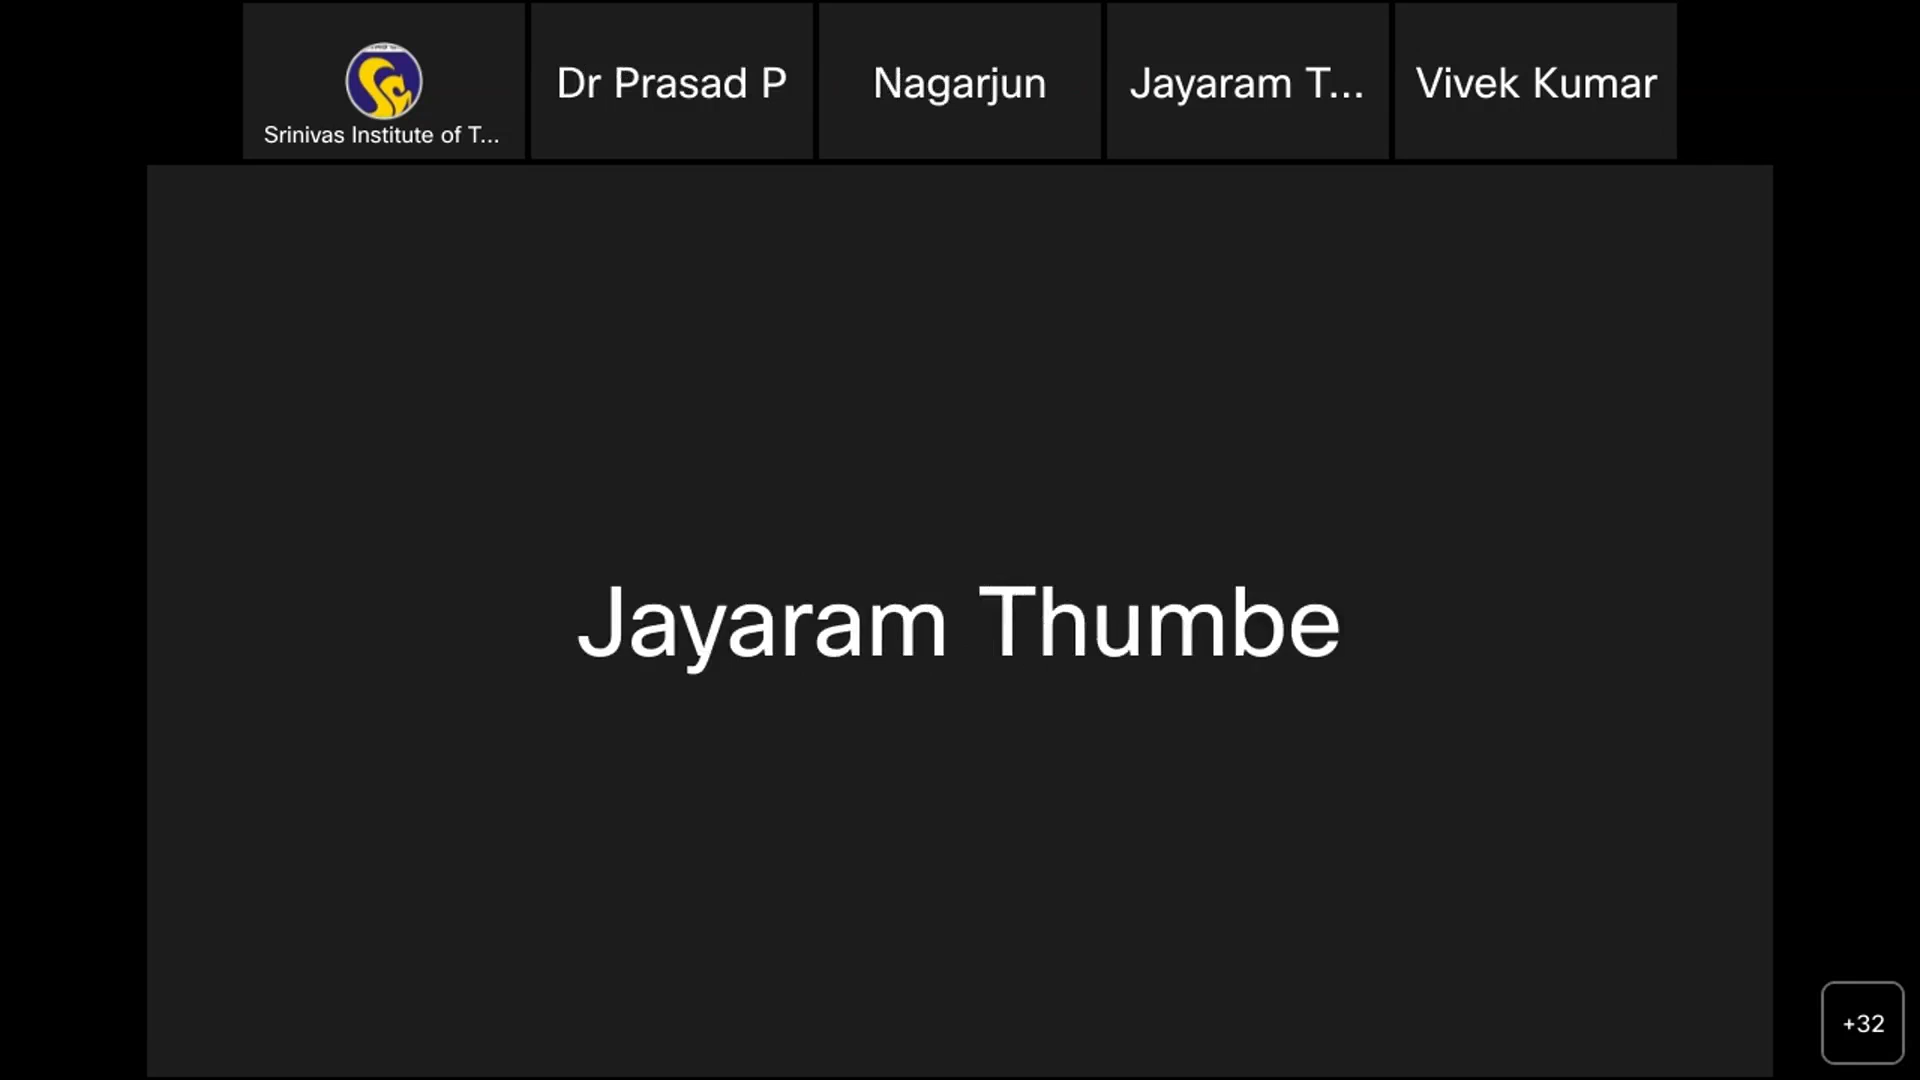 Srinivas Institute of T...
Dr Prasad P
Nagarjun
Jayaram T...
Vivek Kumar
Jayaram Thumbe
+32